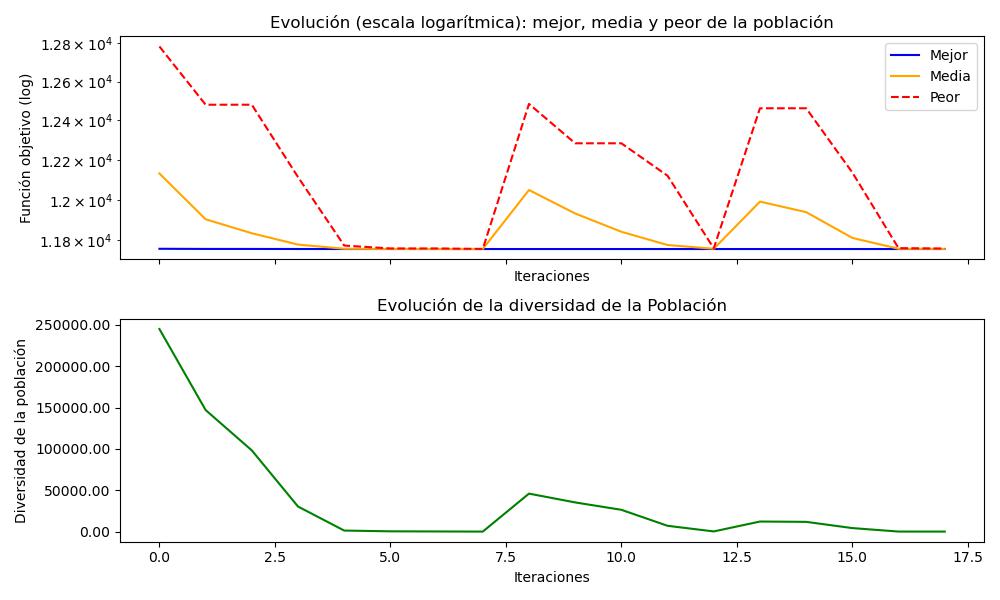 Evolución (escala logarítmica): mejor, media y peor de la población
1.28 × 10⁴
1.26 × 10⁴
1.24 × 10⁴
1.22 × 10⁴
1.2 × 10⁴
1.18 × 10⁴
Función objetivo (log)
Mejor
Media
Peor
Iteraciones
Evolución de la diversidad de la Población
250000.00
200000.00
150000.00
100000.00
50000.00
0.00
Diversidad de la población
0.0 2.5 5.0 7.5 10.0 12.5 15.0 17.5
Iteraciones